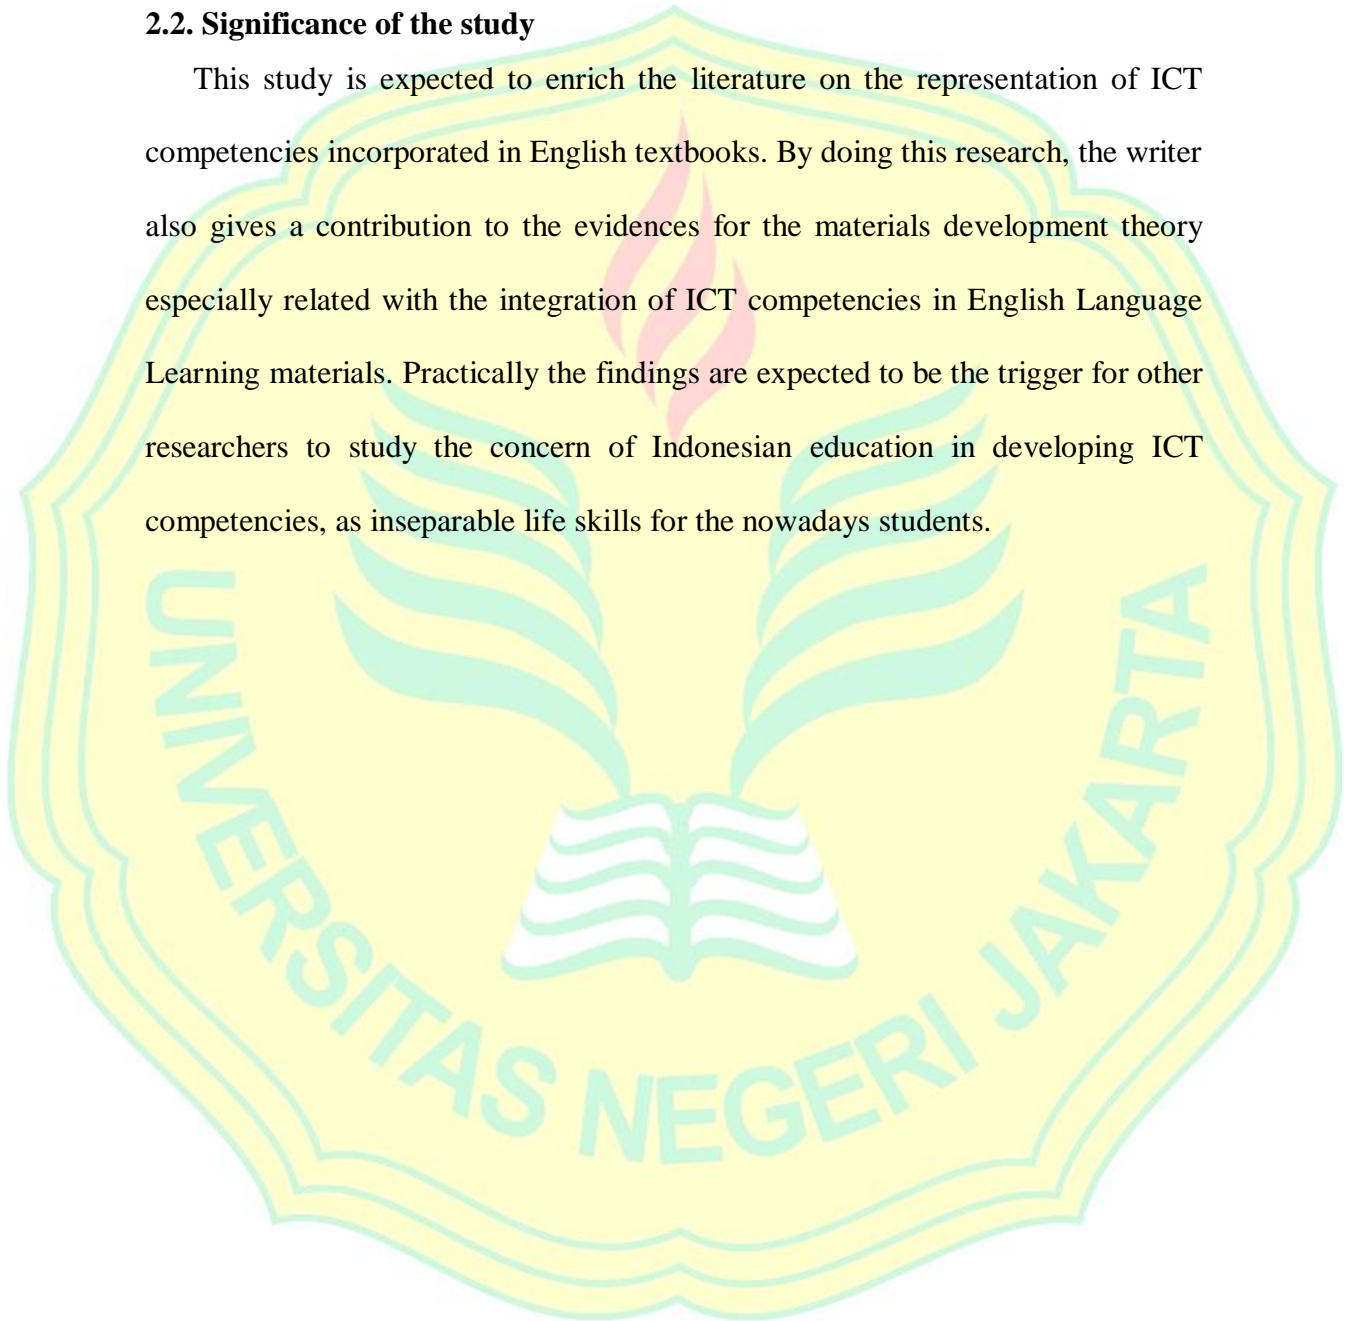 2.2. Significance of the study
This study is expected to enrich the literature on the representation of ICT
competencies incorporated in English textbooks. By doing this research, the writer
also gives a contribution to the evidences for the materials development theory
especially related with the integration of ICT competencies in English Language
Learning materials. Practically the findings are expected to be the trigger for other
researchers to study the concern of Indonesian education in developing ICT
competencies, as inseparable life skills for the nowadays students.
UNIVERSITAS NEGERI JAKARTA